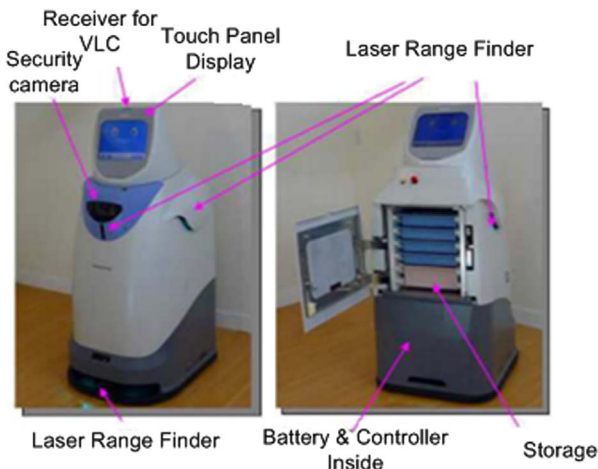 Receiver for
VLC
Touch Panel
Display
Security
camera
Laser Range Finder
Laser Range Finder
Battery & Controller
Inside
Storage